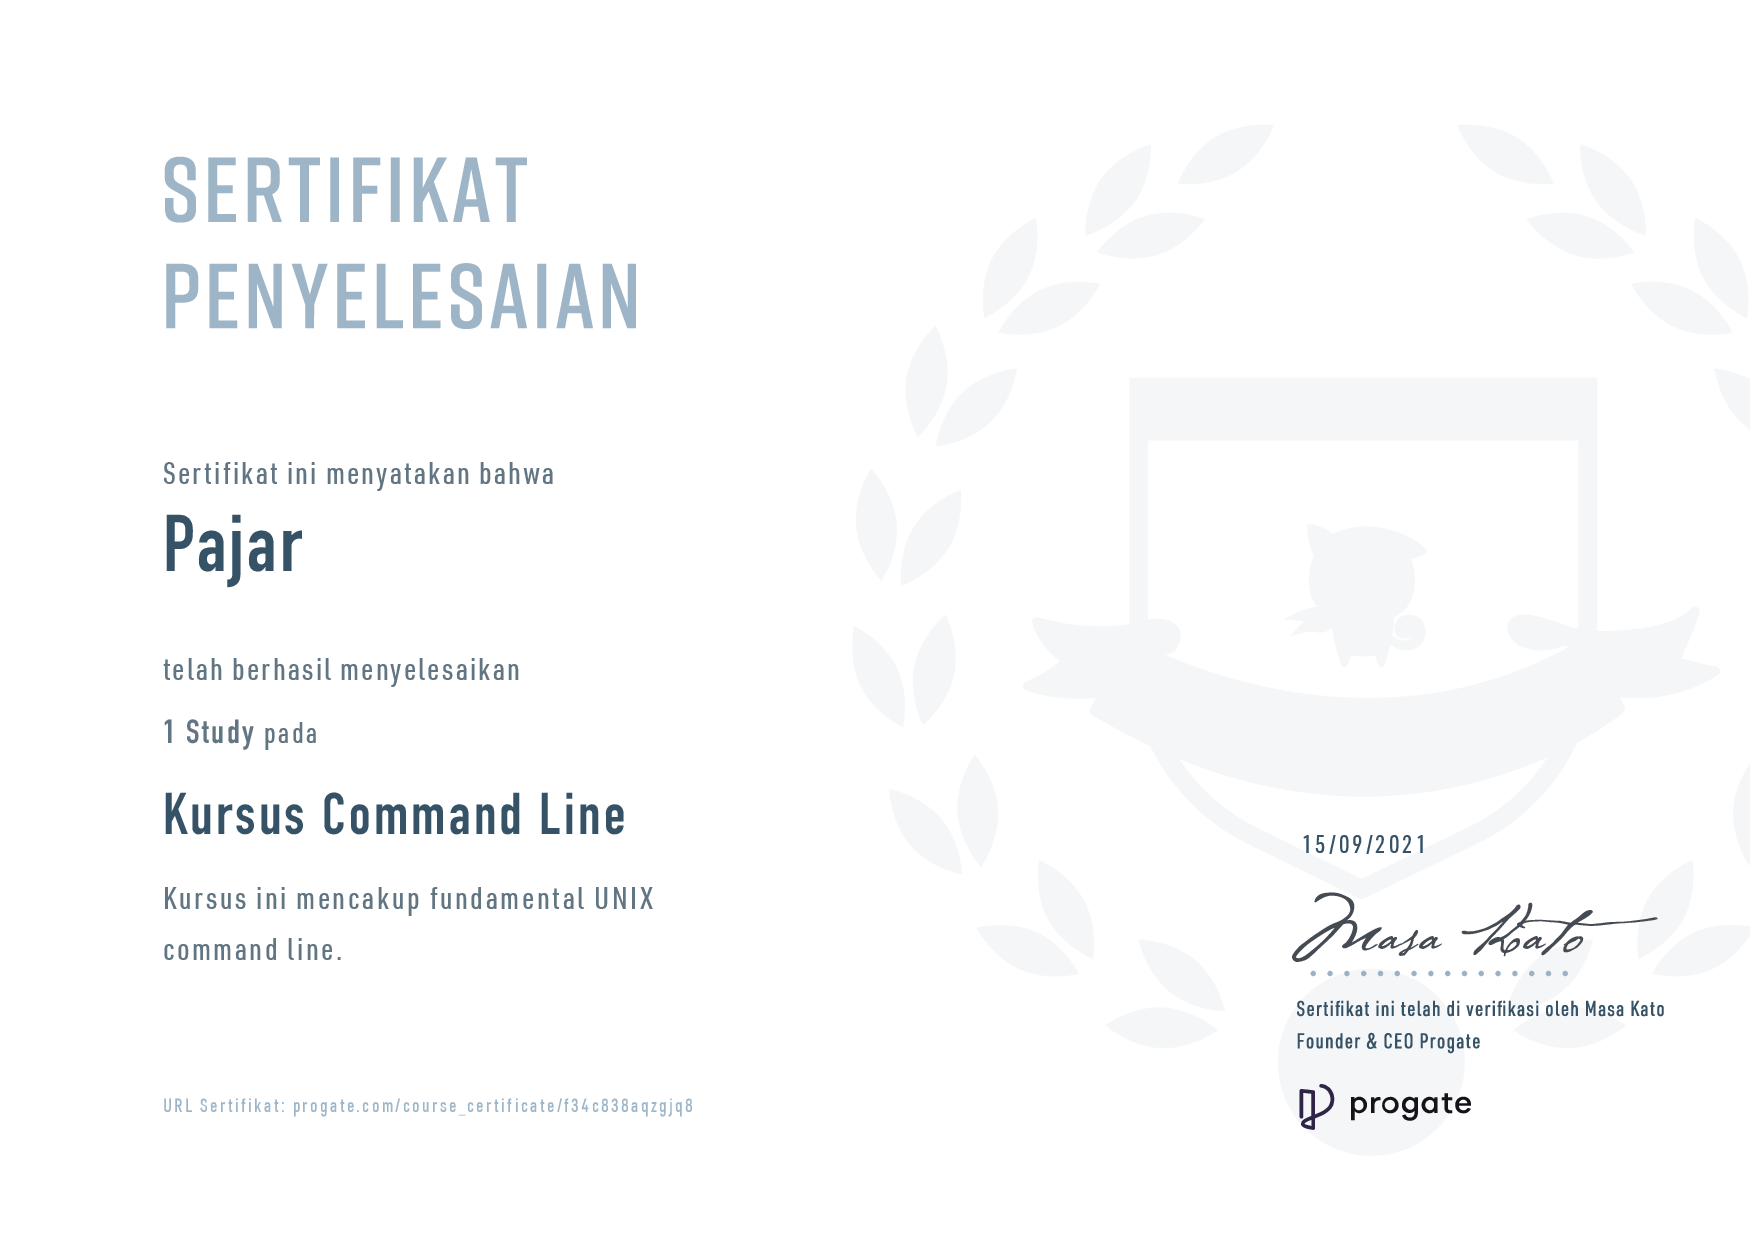 SERTIFIKAT
PENYELESAIAN
Sertifikat ini menyatakan bahwa
Pajar
telah berhasil menyelesaikan
1 Study pada
Kursus Command Line
Kursus ini mencakup fundamental UNIX
command line.
15/09/2021
Masa Kato
Sertifikat ini telah di verifikasi oleh Masa Kato
Founder & CEO Progate
progate
URL Sertifikat: progate.com/course_certificate/f34c838aqzgjq8